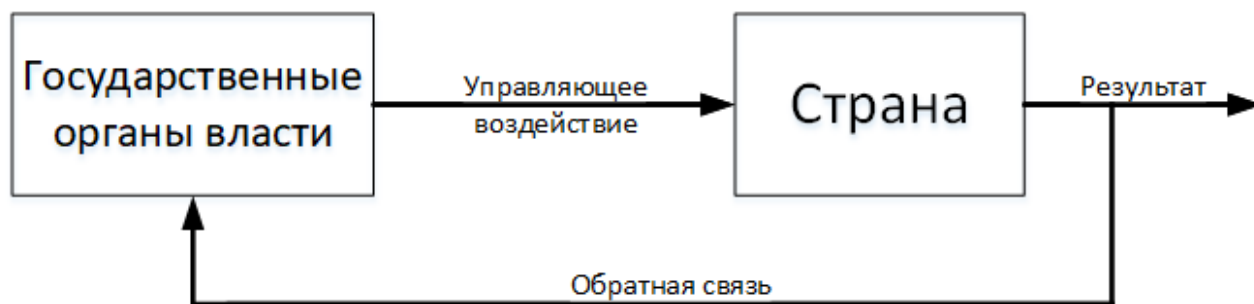 Государственные
органы власти
Управляющее
воздействие
Страна
Результат
Обратная связь